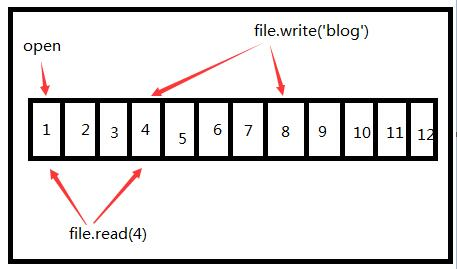 file.write('blog')
open
1 2 3 4 5 6 7 8 9 10 11 12
file.read(4)